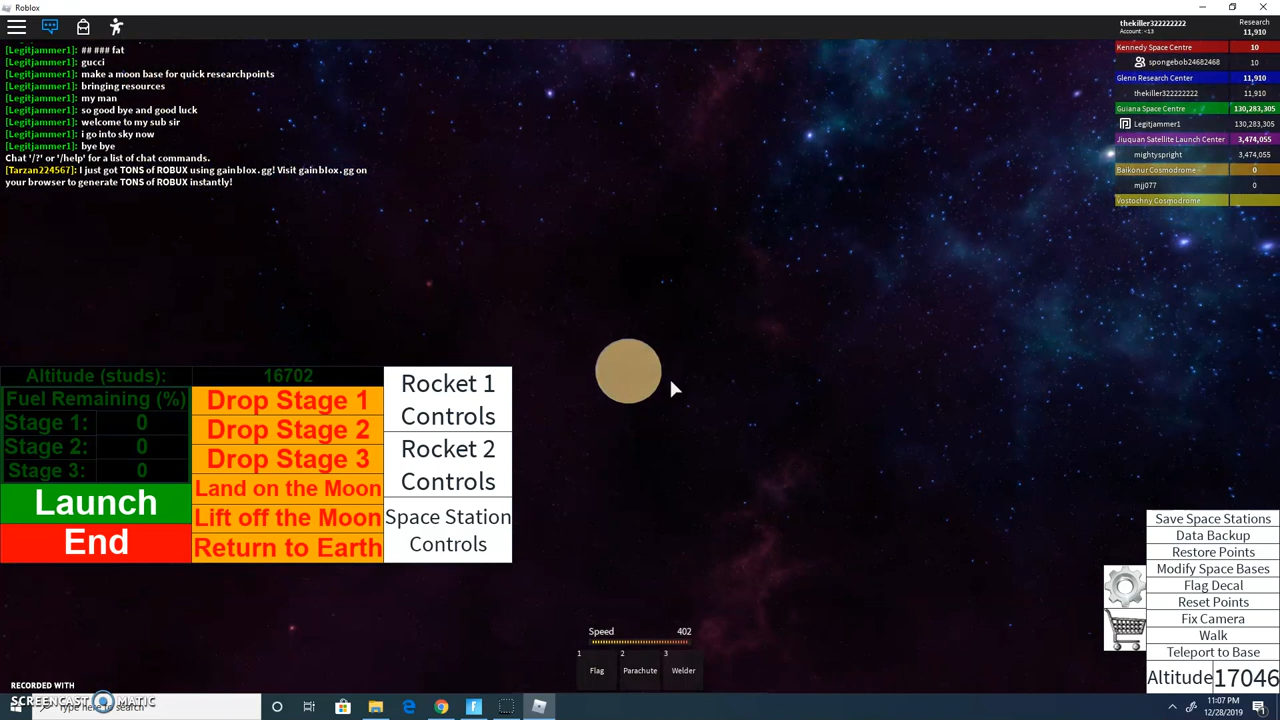 Roblox
thekiller322222222
Account: <13
Research
11,910
[Legitjammer1]: ## ### fat
[Legitjammer1]: gucci
[Legitjammer1]: make a moon base for quick researchpoints
[Legitjammer1]: bringing resources
[Legitjammer1]: my man
[Legitjammer1]: so good bye and good luck
[Legitjammer1]: welcome to my sub sir
[Legitjammer1]: i go into sky now
[Legitjammer1]: bye bye
Chat '/?' or '/help' for a list of chat commands.
[Tarzan224567]: I just got TONS of ROBUX using gainblox.gg! Visit gainblox.gg on
your browser to generate TONS of ROBUX instantly!
Kennedy Space Centre 10
spongebob24682468 10
Glenn Research Center 11,910
thekiller322222222 11,910
Guiana Space Centre 130,283,305
Legitjammer1 130,283,305
Jiuquan Satellite Launch Center 3,474,055
mightyspright 3,474,055
Baikonur Cosmodrome 0
mjj077 0
Vostochny Cosmodrome
Altitude (studs): 16702
Fuel Remaining (%)
Stage 1: 0
Stage 2: 0
Stage 3: 0
Launch
End
Drop Stage 1
Drop Stage 2
Drop Stage 3
Land on the Moon
Lift off the Moon
Return to Earth
Rocket 1
Controls
Rocket 2
Controls
Space Station
Controls
Save Space Stations
Data Backup
Restore Points
Modify Space Bases
Flag Decal
Reset Points
Fix Camera
Walk
Teleport to Base
Altitude 17046
Speed 402
1 Flag
2 Parachute
3 Welder
RECORDED WITH
SCREENCAST MATIC
Type here to search
11:07 PM
12/28/2019
1